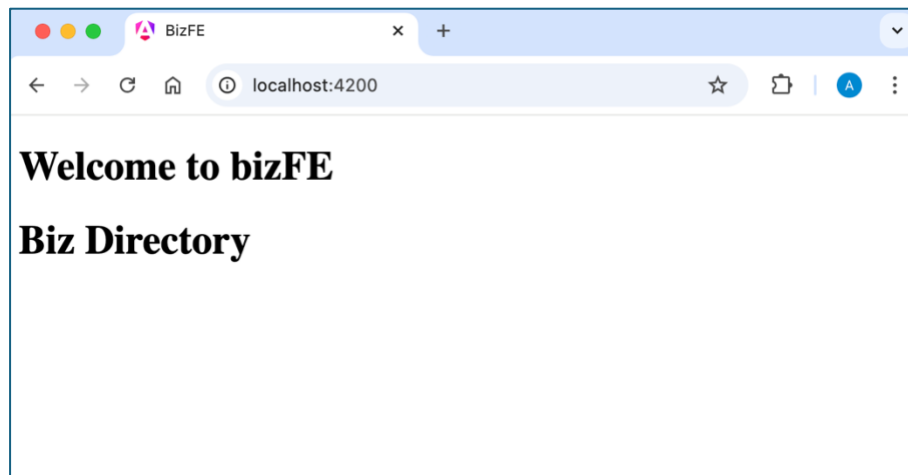 BizFE
localhost:4200
A
Welcome to bizFE
Biz Directory